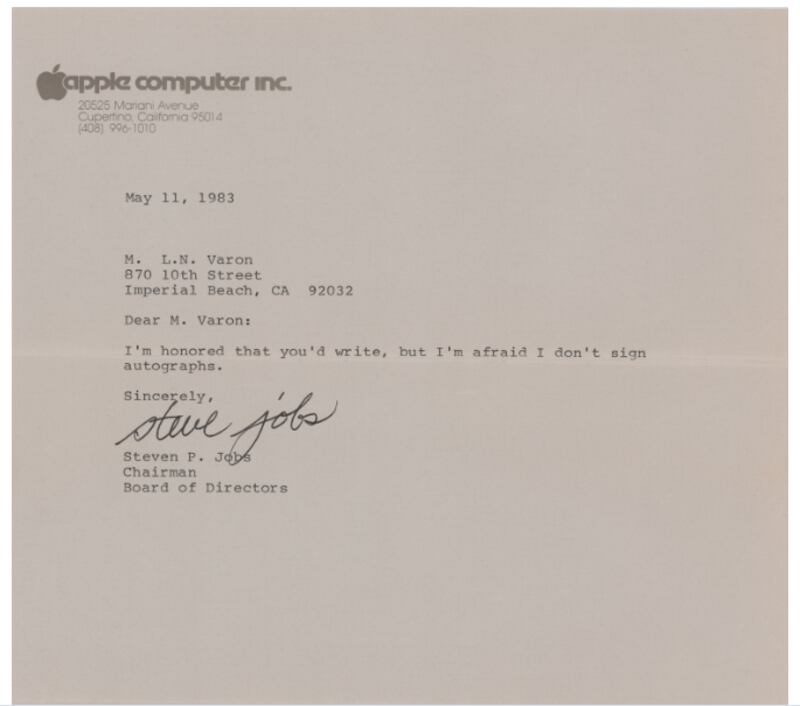 apple computer inc.
20525 Mariani Avenue
Cupertino, California 95014
(408) 996-1010
May 11, 1983
M.  L.N. Varon
870 10th Street
Imperial Beach, CA  92032
Dear M. Varon:
I'm honored that you'd write, but I'm afraid I don't sign
autographs.
Sincerely,
steve jobs
Steven P. Jobs
Chairman
Board of Directors